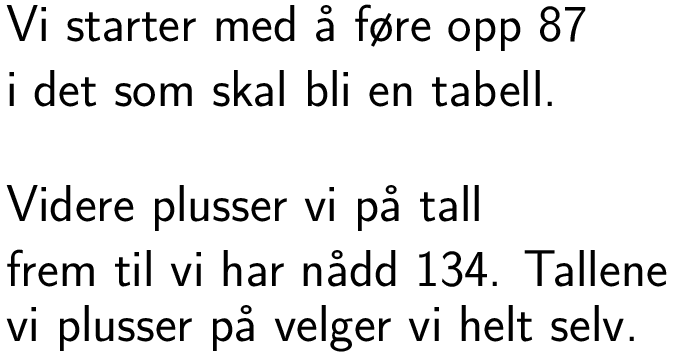 Vi starter med å føre opp 87
i det som skal bli en tabell.
Videre plusser vi på tall
frem til vi har nådd 134. Tallene
vi plusser på velger vi helt selv.